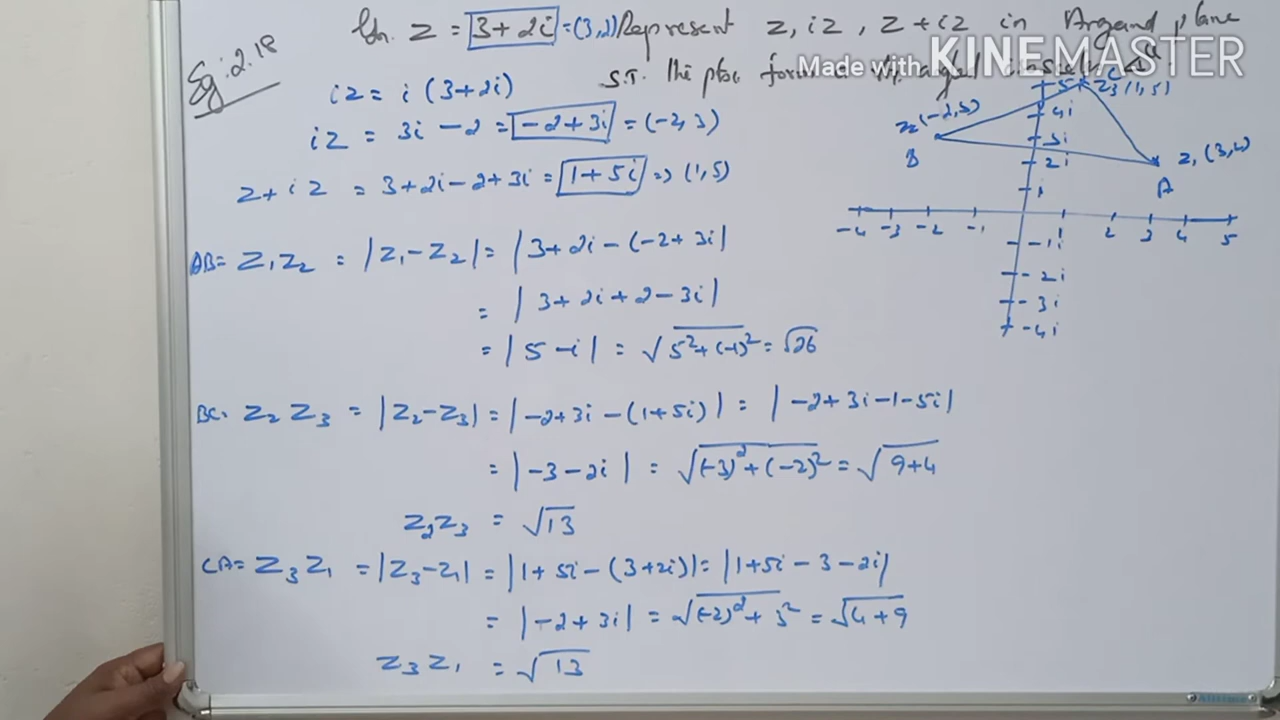 Eg: 2.18
Gn. Z = 3+2i = (3,2) Represent z, iz, z+iz in Argand plane
S.T. the ptoc
Made with KINEMASTER
iz = i (3+2i)
iz = 3i -2 = -2+3i = (-2,3)
z+iz = 3+2i-2+3i = 1+5i => (1,5)
AB= Z₁Z₂ = |Z₁-Z₂| = |3+2i-(-2+3i|
= |3+2i+2-3i|
= |5-i| = √5²+(-1)² = √26
BC= Z₂ Z₃ = |Z₂-Z₃| = |-2+3i-(1+5i)| = |-2+3i-1-5i|
= |-3-2i| = √(-3)²+(-2)² = √9+4
Z₂Z₃ = √13
CA= Z₃Z₁ = |Z₃-Z₁| = |1+5i-(3+2i)| = |1+5i-3-2i|
= |-2+3i| = √(-2)²+3² = √4+9
Z₃Z₁ = √13
C
5i Z₃(1,5)
4i
3i
2i
i
B
Z₁
A
-4 -3 -2 -1 1 2 3 4 5
-1i
-2i
-3i
-4i